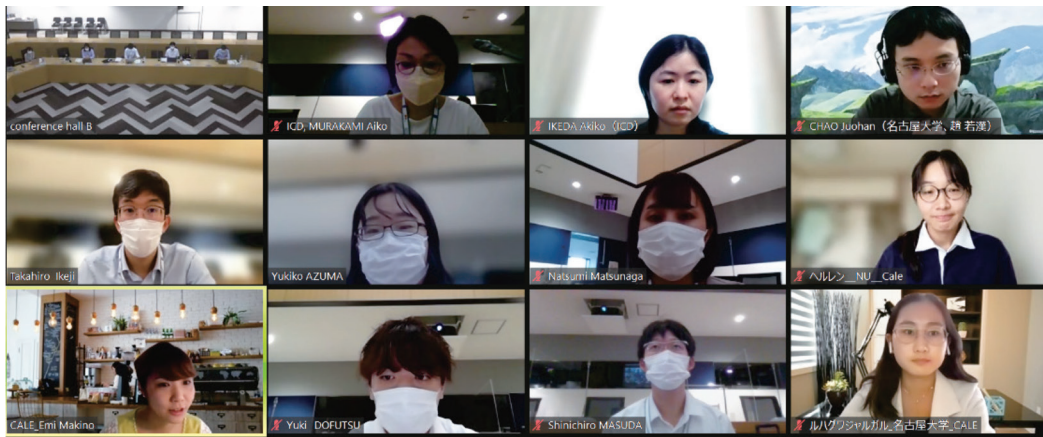 conference hall B
ICD, MURAKAMI Aiko
IKEDA Akiko（ICD）
CHAO Juohan（名古屋大学、趙 若漢）
Takahiro Ikeji
Yukiko AZUMA
Natsumi Matsunaga
ヘルレン__NU__Cale
CALE_Emi Makino
Yuki DOFUTSU
Shinichiro MASUDA
ルハグワジャルガル_名古屋大学_CALE